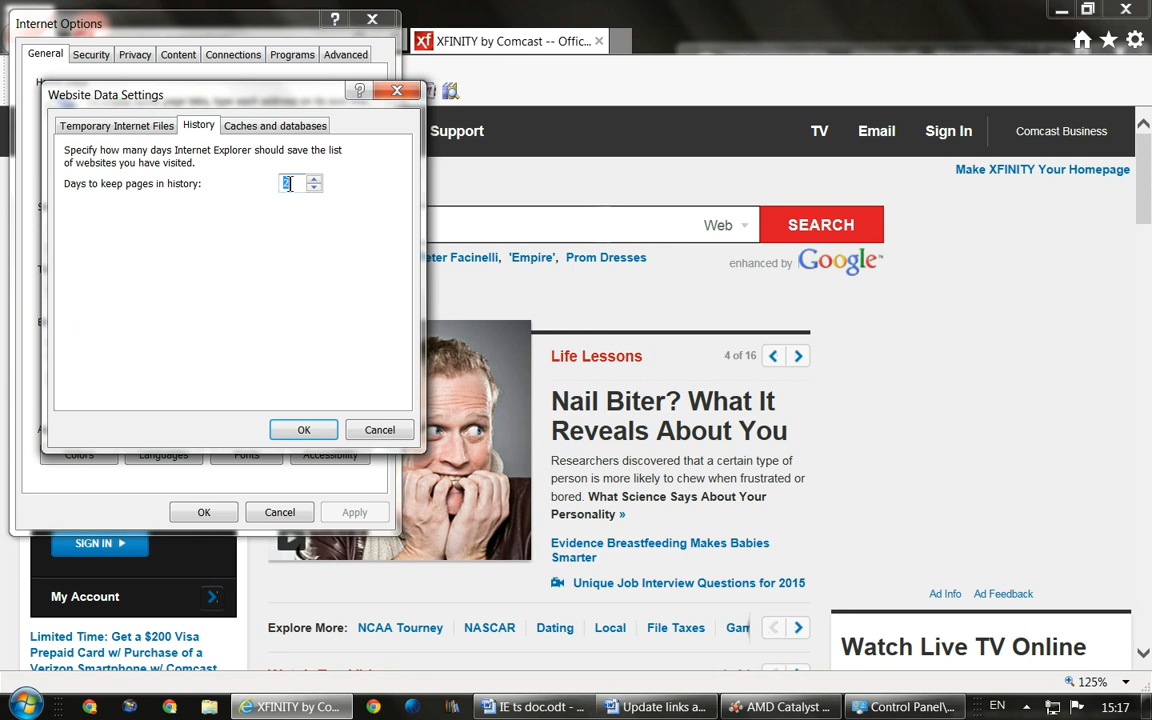 Internet Options
General
Security
Privacy
Content
Connections
Programs
Advanced
Website Data Settings
Temporary Internet Files
History
Caches and databases
Specify how many days Internet Explorer should save the list
of websites you have visited.
Days to keep pages in history:
OK
Cancel
Colors
Languages
Fonts
Accessibility
OK
Cancel
Apply
xf XFINITY by Comcast -- Offic...
Support
TV
Email
Sign In
Comcast Business
Make XFINITY Your Homepage
Web
SEARCH
eter Facinelli,
'Empire',
Prom Dresses
enhanced by Google™
Life Lessons
4 of 16
Nail Biter? What It
Reveals About You
Researchers discovered that a certain type of
person is more likely to chew when frustrated or
bored. What Science Says About Your
Personality »
Evidence Breastfeeding Makes Babies
Smarter
Unique Job Interview Questions for 2015
SIGN IN
My Account
Limited Time: Get a $200 Visa
Prepaid Card w/ Purchase of a
Verizon Smartphone w/ Comcast
Explore More:
NCAA Tourney
NASCAR
Dating
Local
File Taxes
Gam
Ad Info
Ad Feedback
Watch Live TV Online
125%
XFINITY by Co...
IE ts doc.odt - ...
Update links a...
AMD Catalyst ...
Control Panel\...
EN
15:17